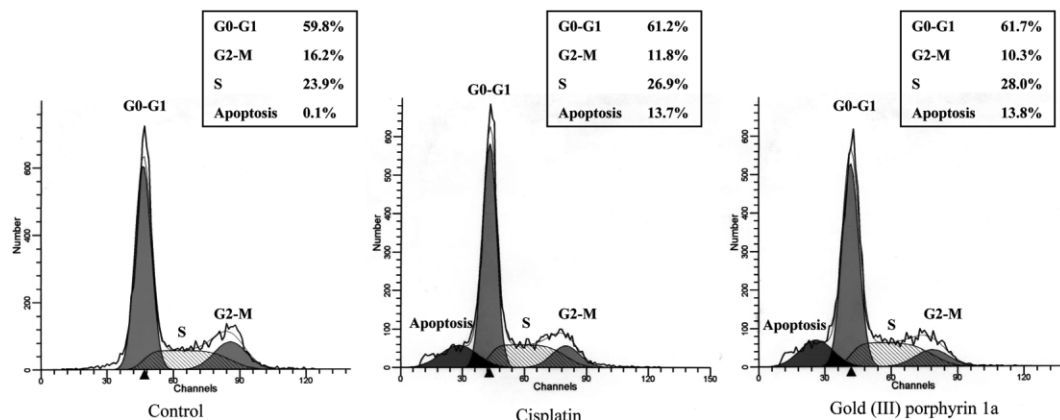 G0-G1 59.8%
G2-M 16.2%
S 23.9%
Apoptosis 0.1%
G0-G1
S
G2-M
Number
0 200 400 600
0 30 60 90 120
Channels
Control
G0-G1 61.2%
G2-M 11.8%
S 26.9%
Apoptosis 13.7%
G0-G1
Apoptosis
S
G2-M
Number
0 100 200 300 400 500 600
0 30 60 90 120 150
Channels
Cisplatin
G0-G1 61.7%
G2-M 10.3%
S 28.0%
Apoptosis 13.8%
G0-G1
Apoptosis
S
G2-M
Number
0 100 200 300 400 500 600
0 30 60 90 120
Channels
Gold (III) porphyrin 1a